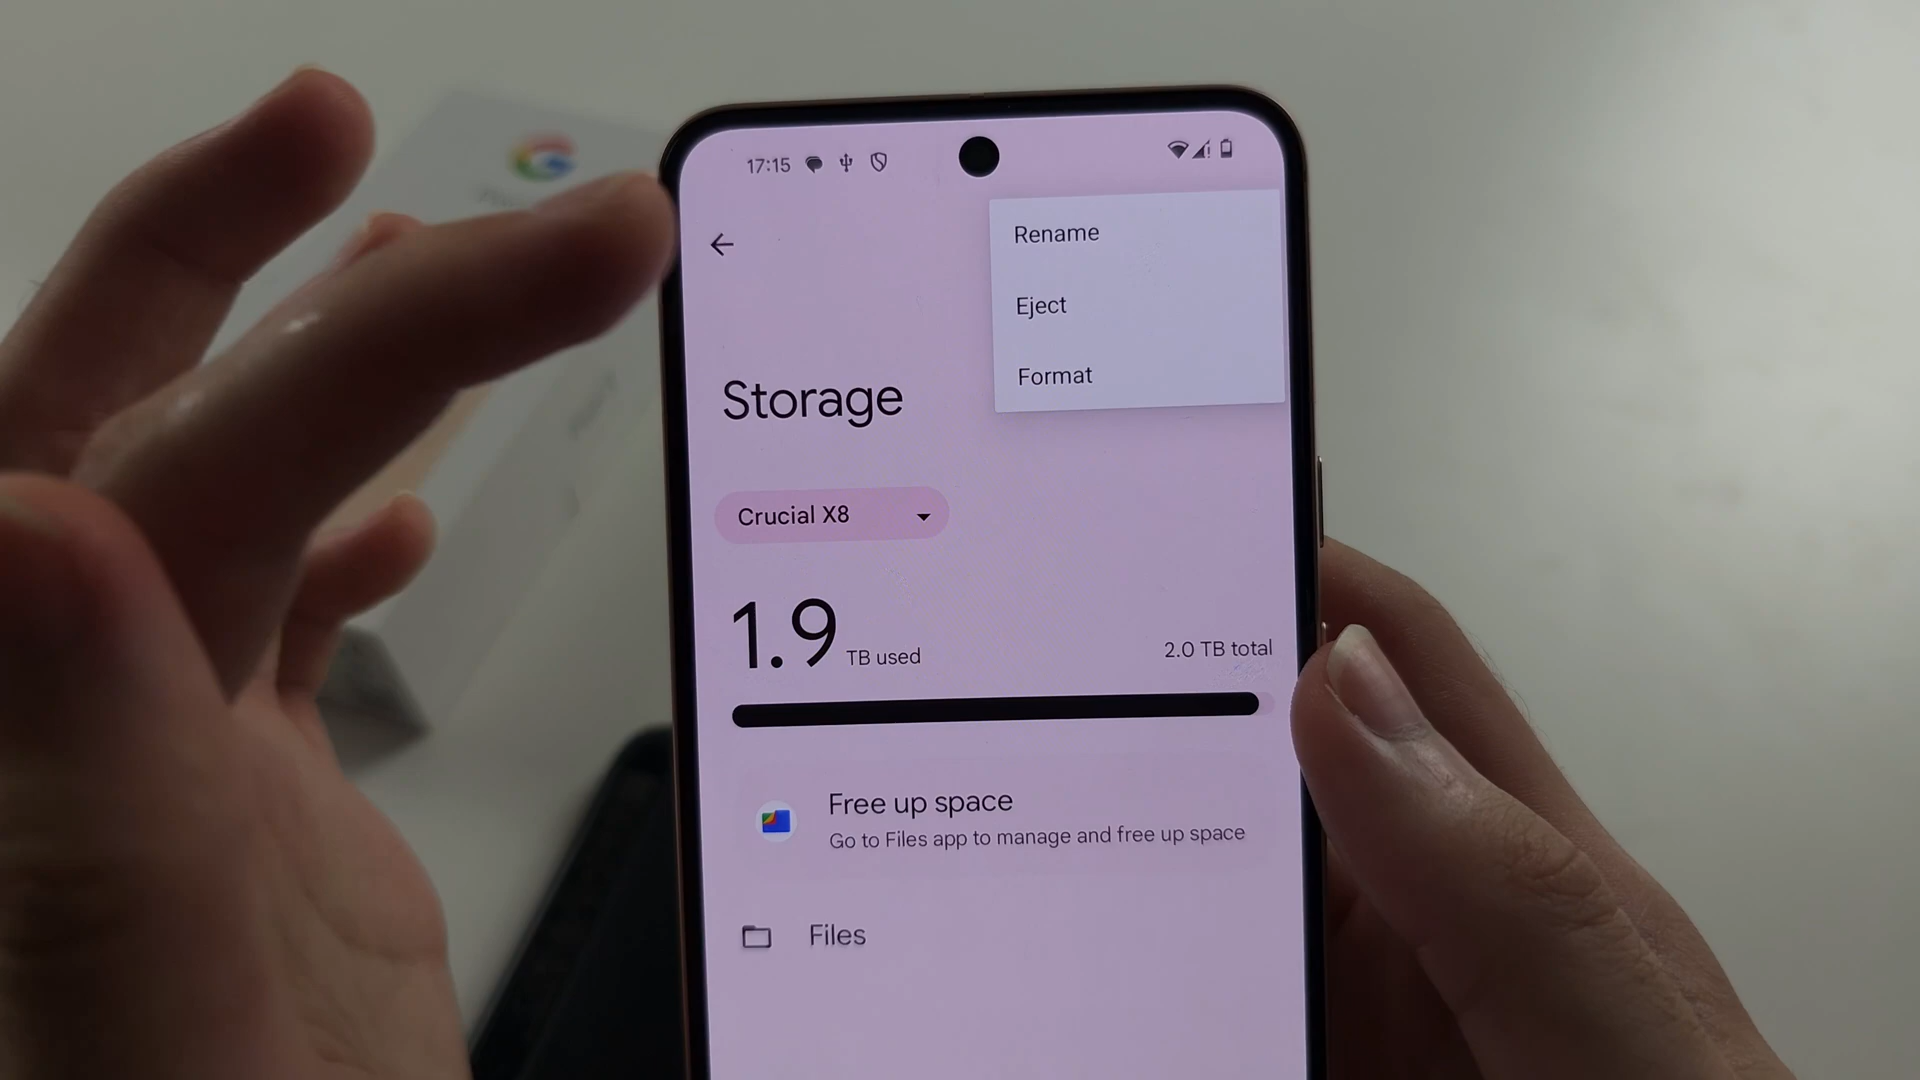 17:15
Rename
Eject
Format
Storage
Crucial X8
1.9 TB used
2.0 TB total
Free up space
Go to Files app to manage and free up space
Files